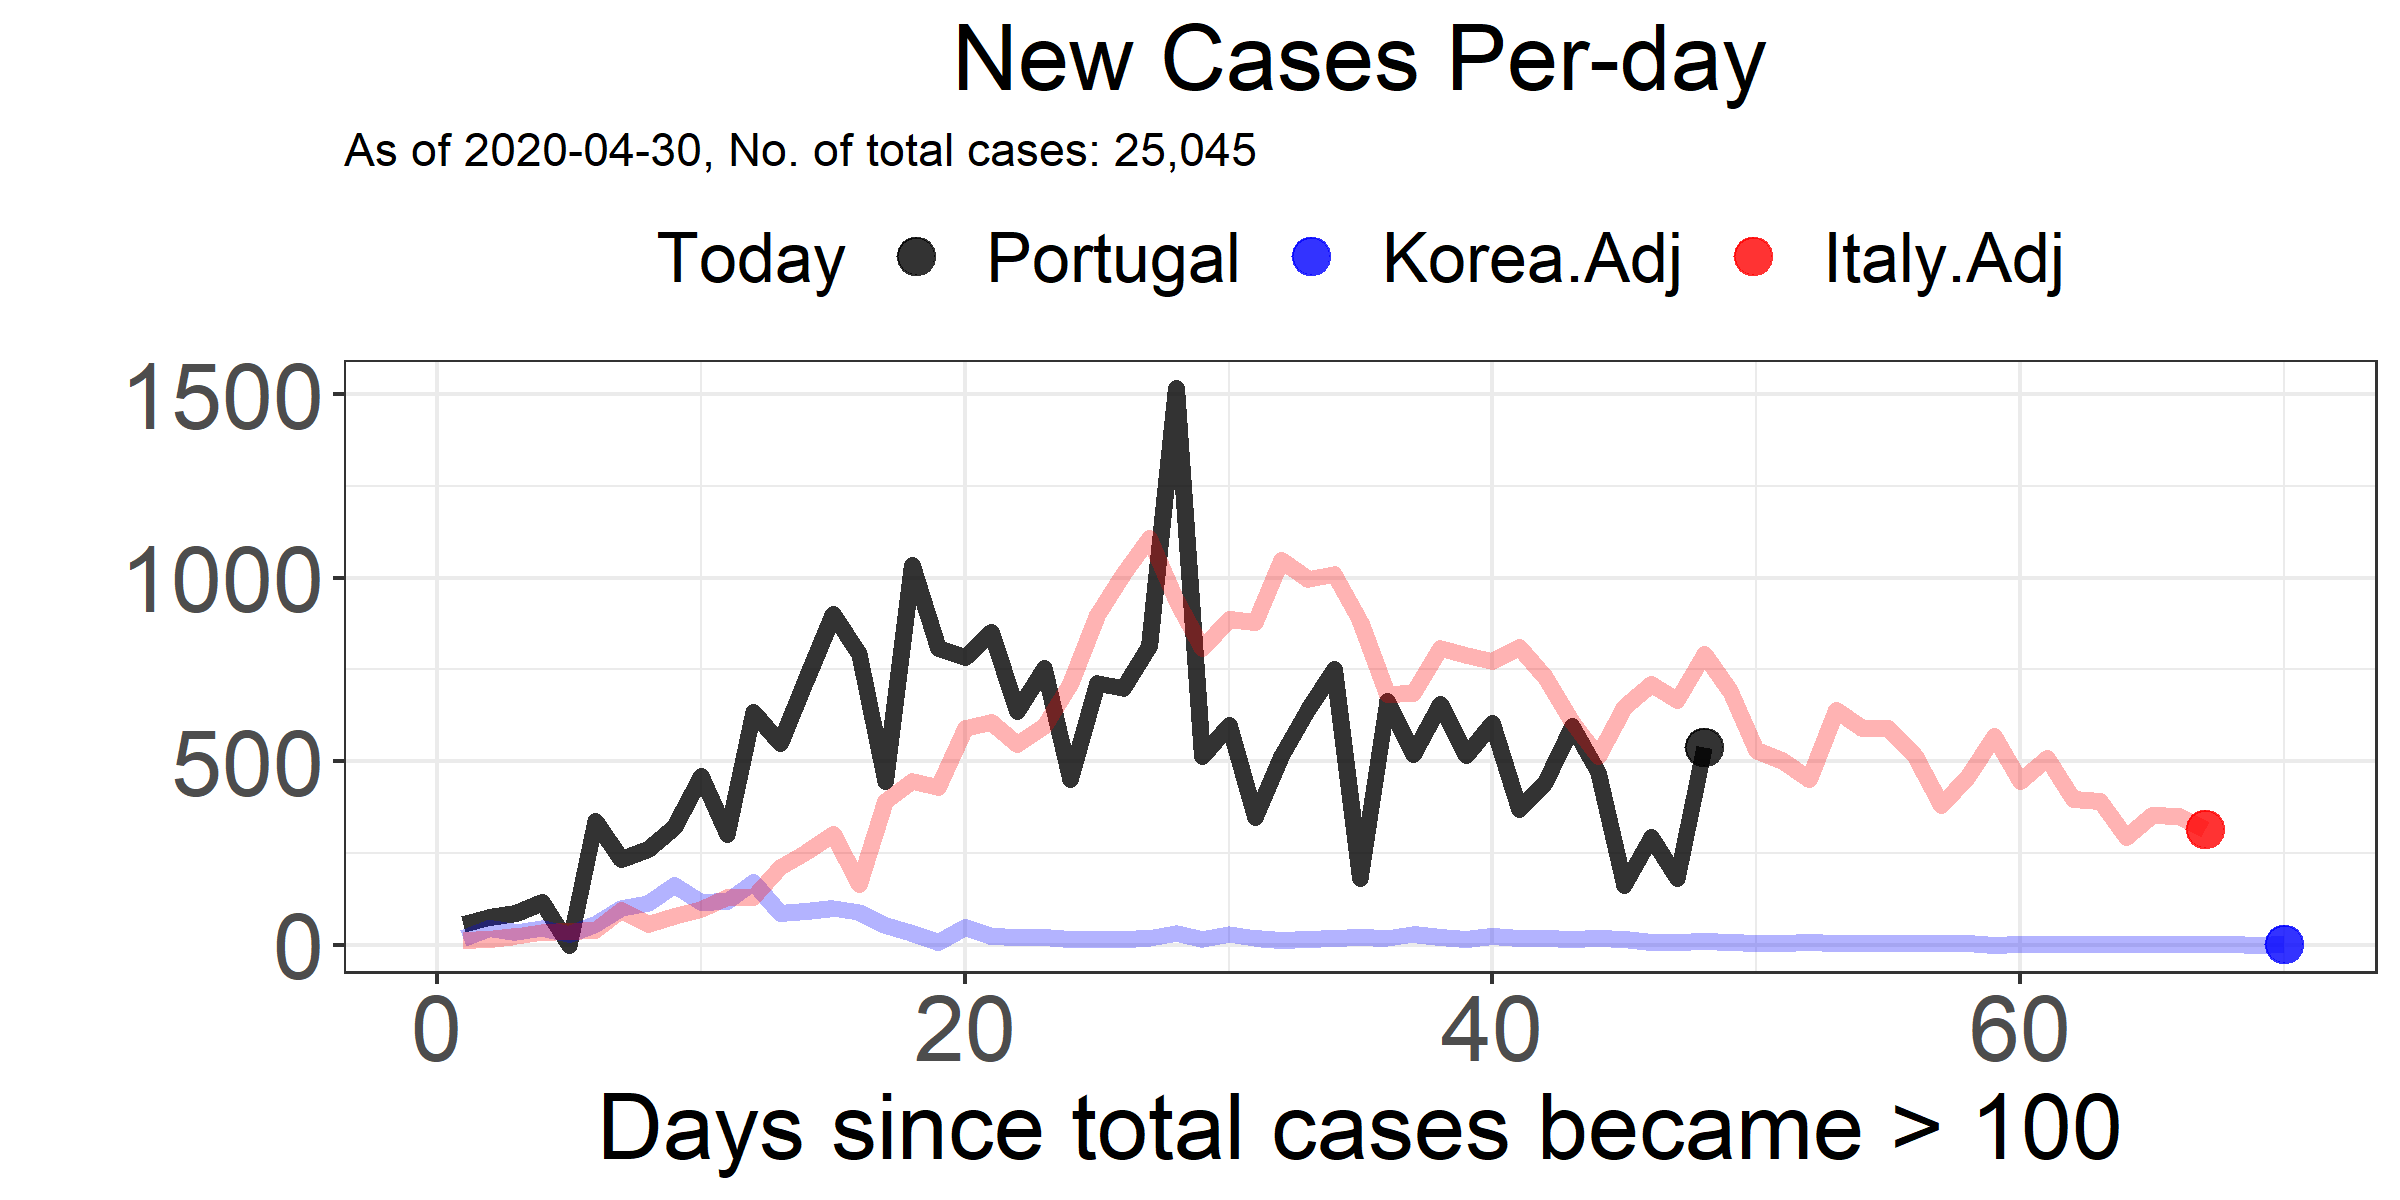 New Cases Per-day
As of 2020-04-30, No. of total cases: 25,045
Today Portugal Korea.Adj Italy.Adj
1500
1000
500
0
0 20 40 60
Days since total cases became > 100